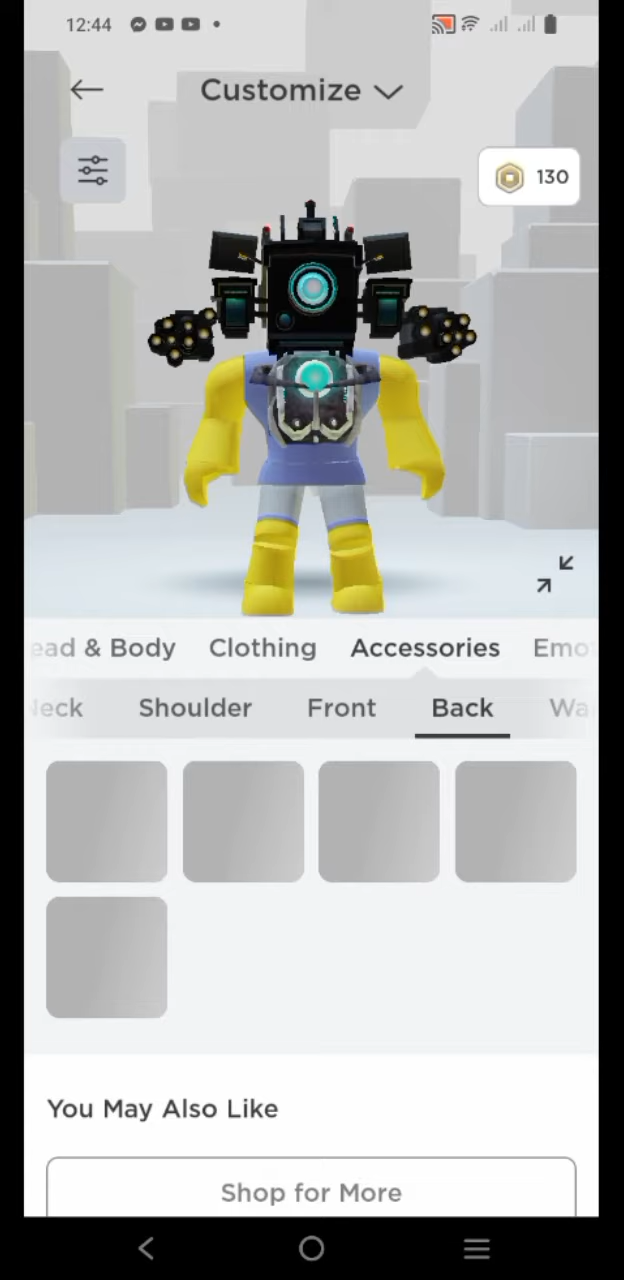 12:44
Customize
130
ead & Body Clothing Accessories Emo
Neck Shoulder Front Back Wa
You May Also Like
Shop for More